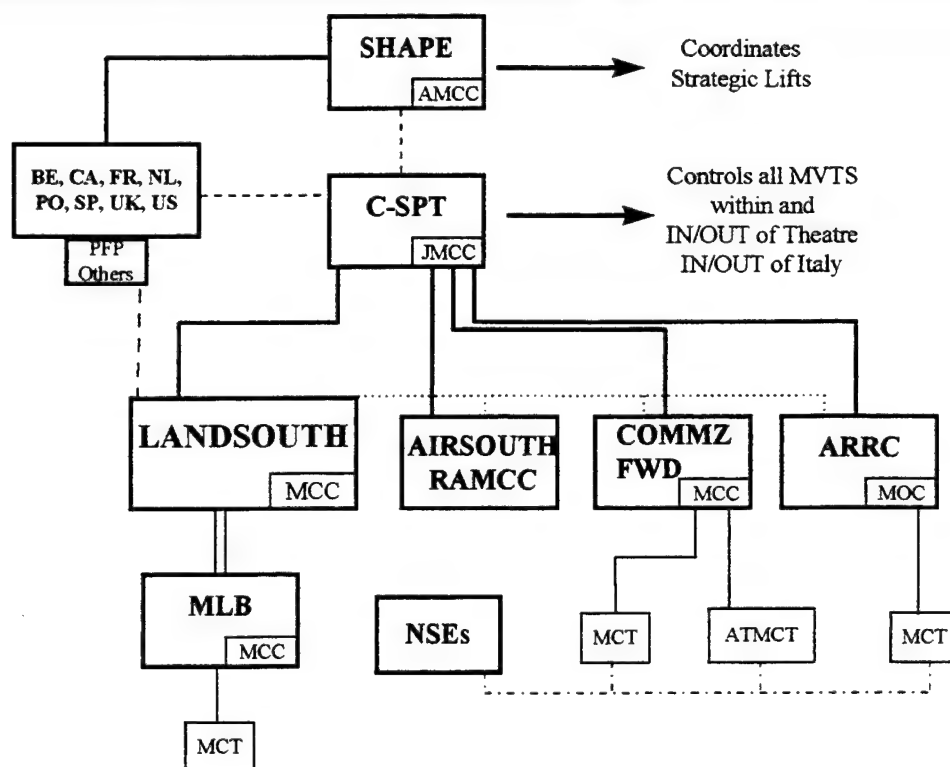 SHAPE
AMCC
Coordinates
Strategic Lifts
BE, CA, FR, NL,
PO, SP, UK, US
PFP
Others
C-SPT
JMCC
Controls all MVTS
within and
IN/OUT of Theatre
IN/OUT of Italy
LANDSOUTH
MCC
AIRSOUTH
RAMCC
COMMZ
FWD
MCC
ARRC
MOC
MLB
MCC
NSEs
MCT
ATMCT
MCT
MCT